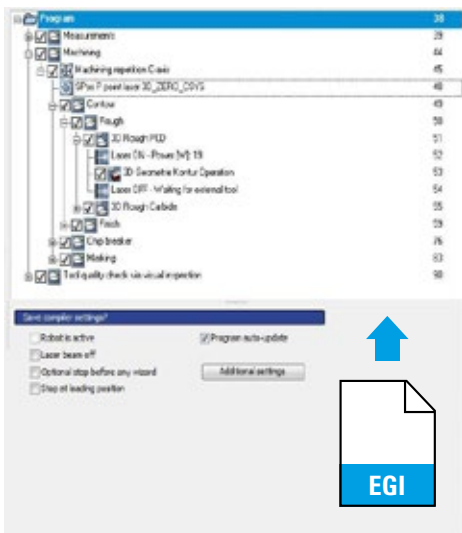 Program 38
Measurements 39
Machining 44
Machining repetition C-axis 45
GPos P point laser 3D_ZERO_CSYS 48
Contour 49
Rough 50
3D Rough PCD 51
Laser ON - Power [W]: 19 52
3D Geometrie Kontur Operation 53
Laser OFF - Waiting for external tool 54
3D Rough Carbide 55
Finish 59
Chip breaker 76
Marking 83
Tool quality check via visual inspection 90
Save compiler settings?
Robot is active
Program auto-update
Laser beam off
Optional stop before any wizard
Additional settings
Stop at loading position
EGI